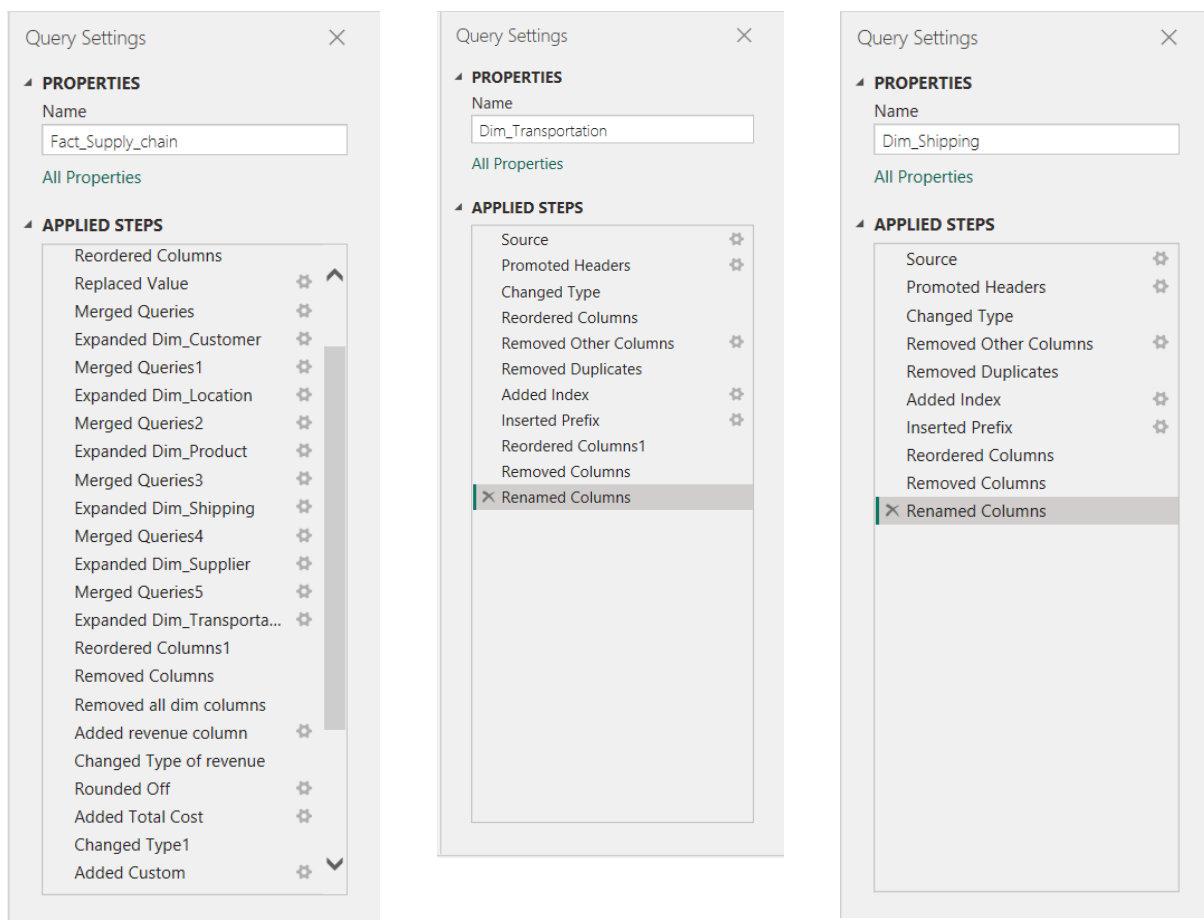 Query Settings
PROPERTIES
Name
Fact_Supply_chain
All Properties
APPLIED STEPS
Reordered Columns
Replaced Value
Merged Queries
Expanded Dim_Customer
Merged Queries1
Expanded Dim_Location
Merged Queries2
Expanded Dim_Product
Merged Queries3
Expanded Dim_Shipping
Merged Queries4
Expanded Dim_Supplier
Merged Queries5
Expanded Dim_Transporta...
Reordered Columns1
Removed Columns
Removed all dim columns
Added revenue column
Changed Type of revenue
Rounded Off
Added Total Cost
Changed Type1
Added Custom
Query Settings
PROPERTIES
Name
Dim_Transportation
All Properties
APPLIED STEPS
Source
Promoted Headers
Changed Type
Reordered Columns
Removed Other Columns
Removed Duplicates
Added Index
Inserted Prefix
Reordered Columns1
Removed Columns
Renamed Columns
Query Settings
PROPERTIES
Name
Dim_Shipping
All Properties
APPLIED STEPS
Source
Promoted Headers
Changed Type
Removed Other Columns
Removed Duplicates
Added Index
Inserted Prefix
Reordered Columns
Removed Columns
Renamed Columns